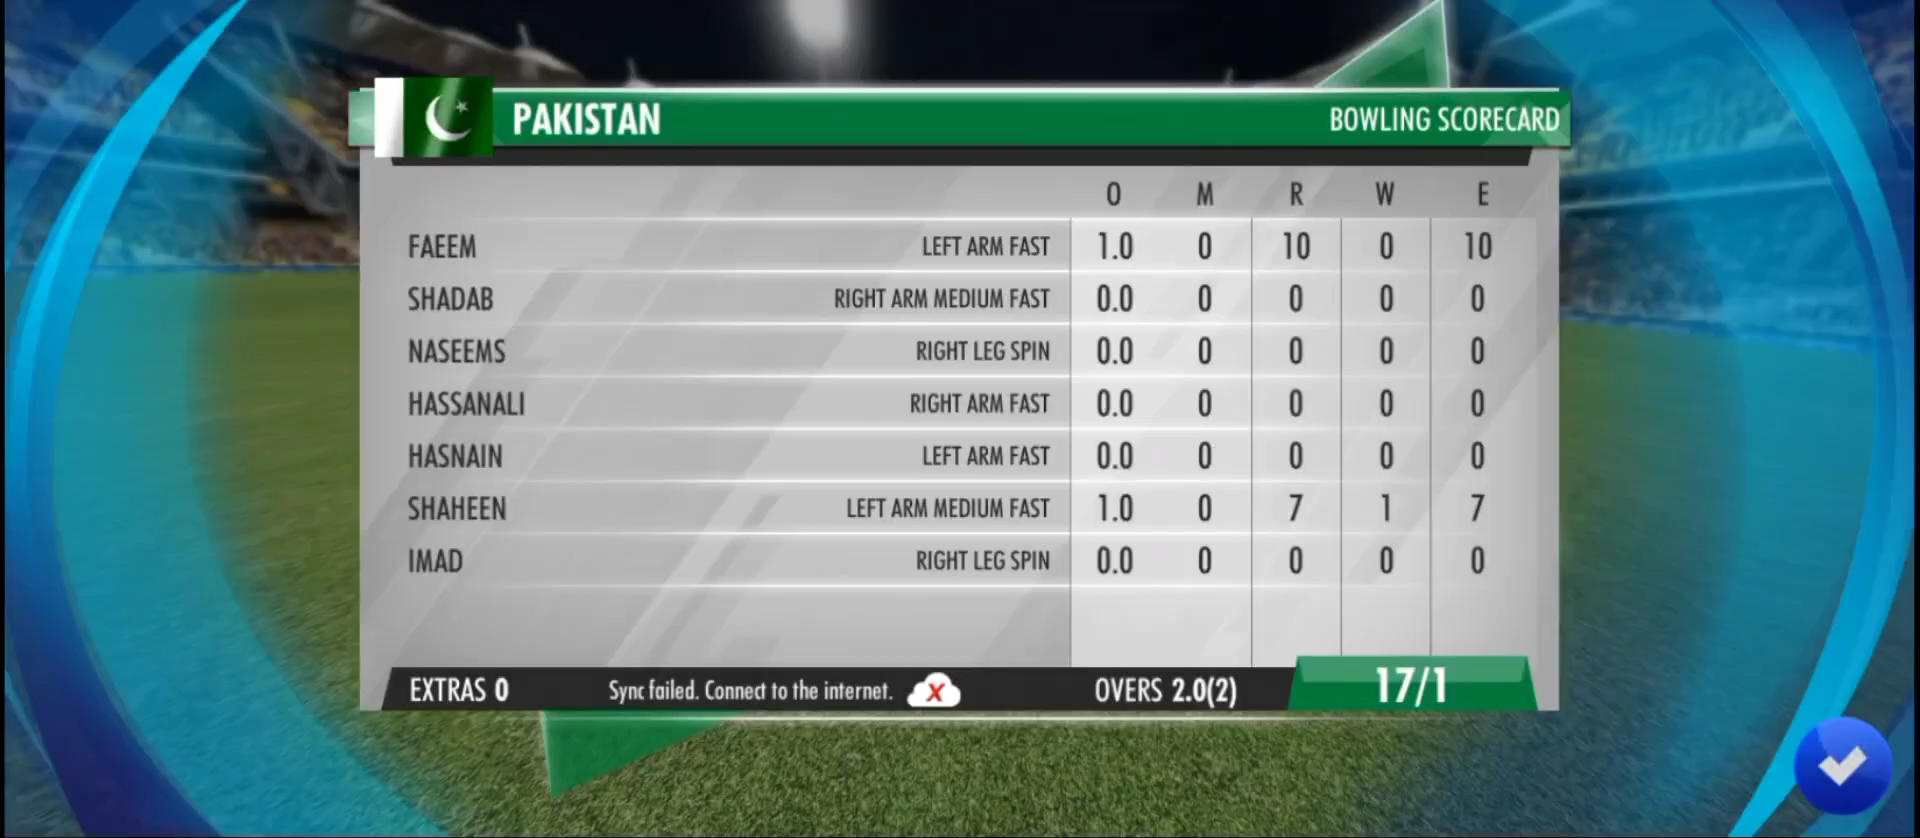 PAKISTAN BOWLING SCORECARD
O M R W E
FAEEM LEFT ARM FAST 1.0 0 10 0 10
SHADAB RIGHT ARM MEDIUM FAST 0.0 0 0 0 0
NASEEMS RIGHT LEG SPIN 0.0 0 0 0 0
HASSANALI RIGHT ARM FAST 0.0 0 0 0 0
HASNAIN LEFT ARM FAST 0.0 0 0 0 0
SHAHEEN LEFT ARM MEDIUM FAST 1.0 0 7 1 7
IMAD RIGHT LEG SPIN 0.0 0 0 0 0
EXTRAS 0 Sync failed. Connect to the internet. X OVERS 2.0(2) 17/1